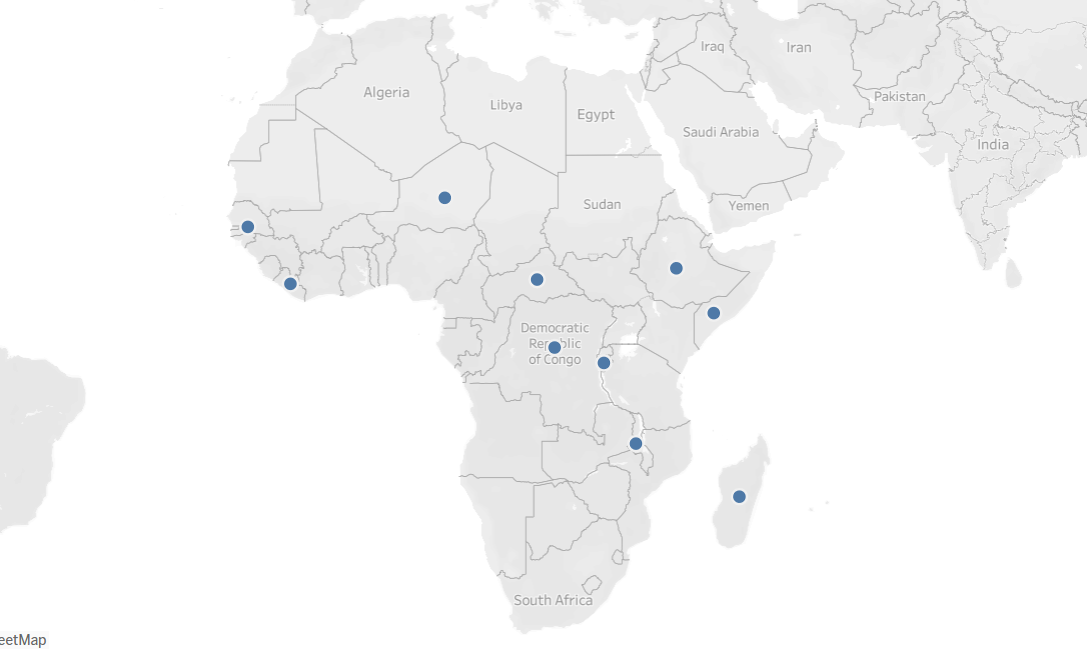 Iraq
Iran
Algeria
Libya
Egypt
Pakistan
Saudi Arabia
India
Sudan
Yemen
Democratic
Republic
of Congo
South Africa
eetMap